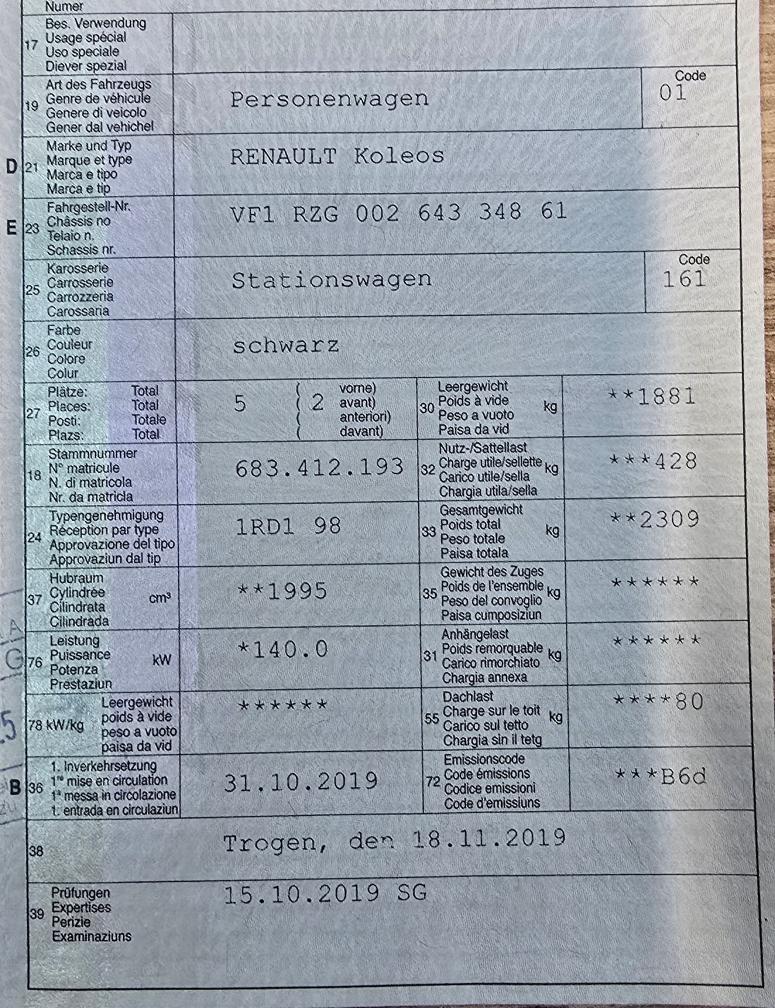 Numer
17
Bes. Verwendung
Usage spécial
Uso speciale
Diever spezial
19
Art des Fahrzeugs
Genre de véhicule
Genere di veicolo
Gener dal vehichel
Personenwagen
Code
01
D 21
Marke und Typ
Marque et type
Marca e tipo
Marca e tip
RENAULT Koleos
E 23
Fahrgestell-Nr.
Châssis no
Telaio n.
Schassis nr.
VF1 RZG 002 643 348 61
25
Karosserie
Carrosserie
Carrozzeria
Carossaria
Stationswagen
Code
161
26
Farbe
Couleur
Colore
Colur
schwarz
27
Plätze: Total
Places: Total
Posti: Totale
Plazs: Total
5 ( 2 vorne)
avant)
anteriori)
davant)
30
Leergewicht
Poids à vide kg
Peso a vuoto
Paisa da vid
**1881
18
Stammnummer
N° matricule
N. di matricola
Nr. da matricla
683.412.193
32
Nutz-/Sattellast
Charge utile/sellette kg
Carico utile/sella
Chargia utila/sella
***428
24
Typengenehmigung
Réception par type
Approvazione del tipo
Approvaziun dal tip
1RD1 98
33
Gesamtgewicht
Poids total kg
Peso totale
Paisa totala
**2309
37
Hubraum
Cylindrée cm³
Cilindrata
Cilindrada
**1995
35
Gewicht des Zuges
Poids de l'ensemble kg
Peso del convoglio
Paisa cumposiziun
******
76
Leistung
Puissance kW
Potenza
Prestaziun
*140.0
31
Anhängelast
Poids remorquable kg
Carico rimorchiato
Chargia annexa
******
78 kW/kg
Leergewicht
poids à vide
peso a vuoto
paisa da vid
******
55
Dachlast
Charge sur le toit kg
Carico sul tetto
Chargia sin il tetg
****80
B 36
1. Inverkehrsetzung
1re mise en circulation
1a messa in circolazione
1. entrada en circulaziun
31.10.2019
72
Emissionscode
Code émissions
Codice emissioni
Code d'emissiuns
***B6d
38
Trogen, den 18.11.2019
39
Prüfungen
Expertises
Perizie
Examinaziuns
15.10.2019 SG